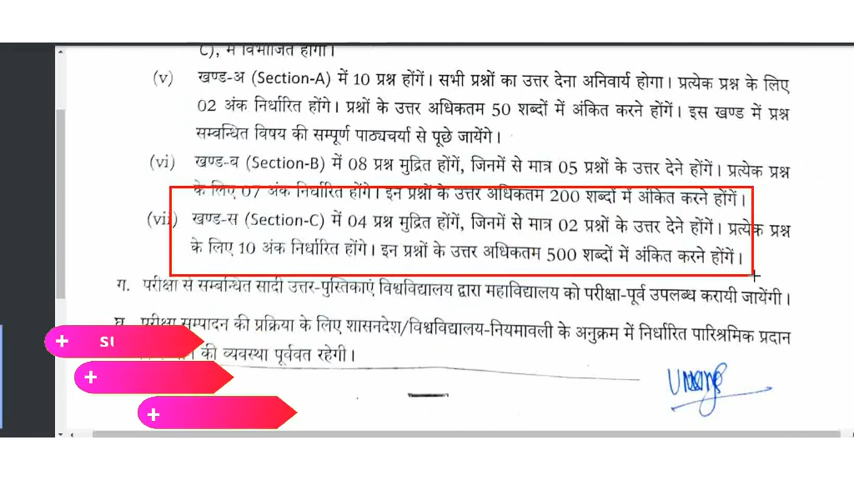 C), में विभाजित होगा।
(v) खण्ड-अ (Section-A) में 10 प्रश्न होंगें। सभी प्रश्नों का उत्तर देना अनिवार्य होगा। प्रत्येक प्रश्न के लिए
02 अंक निर्धारित होंगे। प्रश्नों के उत्तर अधिकतम 50 शब्दों में अंकित करने होंगें। इस खण्ड में प्रश्न
सम्बन्धित विषय की सम्पूर्ण पाठ्यचर्या से पूछे जायेंगे।
(vi) खण्ड-ब (Section-B) में 08 प्रश्न मुद्रित होंगें, जिनमें से मात्र 05 प्रश्नों के उत्तर देने होंगें। प्रत्येक प्रश्न
के लिए 07 अंक निर्धारित होंगे। इन प्रश्नों के उत्तर अधिकतम 200 शब्दों में अंकित करने होंगें।
(vii) खण्ड-स (Section-C) में 04 प्रश्न मुद्रित होंगें, जिनमें से मात्र 02 प्रश्नों के उत्तर देने होंगें। प्रत्येक प्रश्न
के लिए 10 अंक निर्धारित होंगे। इन प्रश्नों के उत्तर अधिकतम 500 शब्दों में अंकित करने होंगें।
ग. परीक्षा से सम्बन्धित सादी उत्तर-पुस्तिकाएं विश्वविद्यालय द्वारा महाविद्यालय को परीक्षा-पूर्व उपलब्ध करायी जायेंगी।
घ. परीक्षा सम्पादन की प्रक्रिया के लिए शासनदेश/विश्वविद्यालय-नियमावली के अनुक्रम में निर्धारित पारिश्रमिक प्रदान
की व्यवस्था पूर्ववत रहेगी।